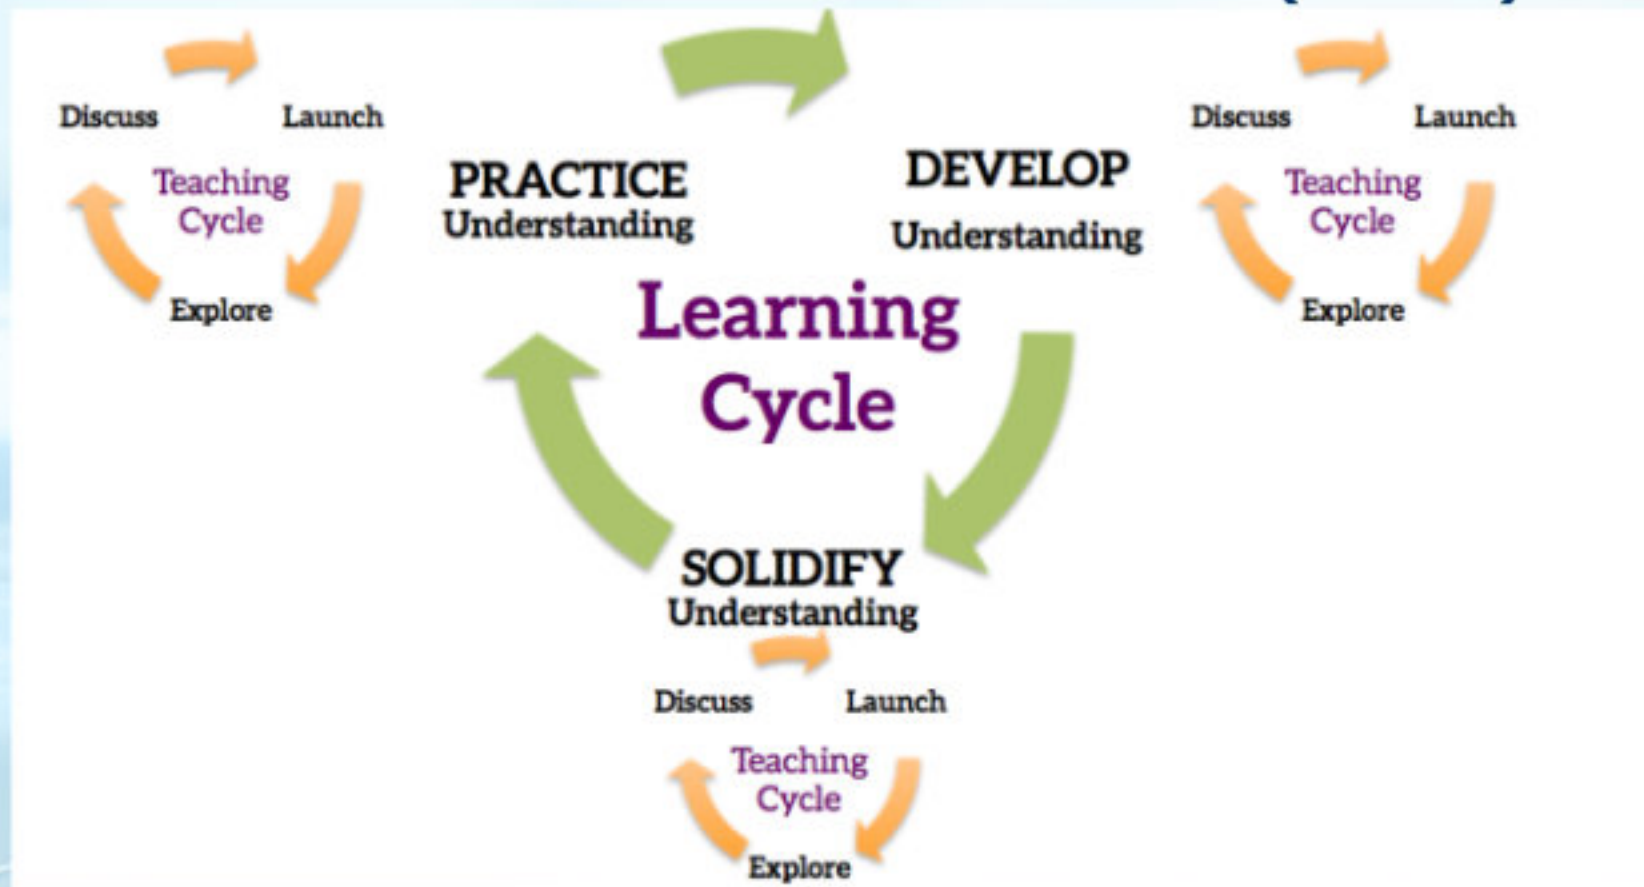 Discuss
Launch
Teaching
Cycle
Explore
PRACTICE
Understanding
DEVELOP
Understanding
Learning
Cycle
SOLIDIFY
Understanding
Discuss
Launch
Teaching
Cycle
Explore
Discuss
Launch
Teaching
Cycle
Explore